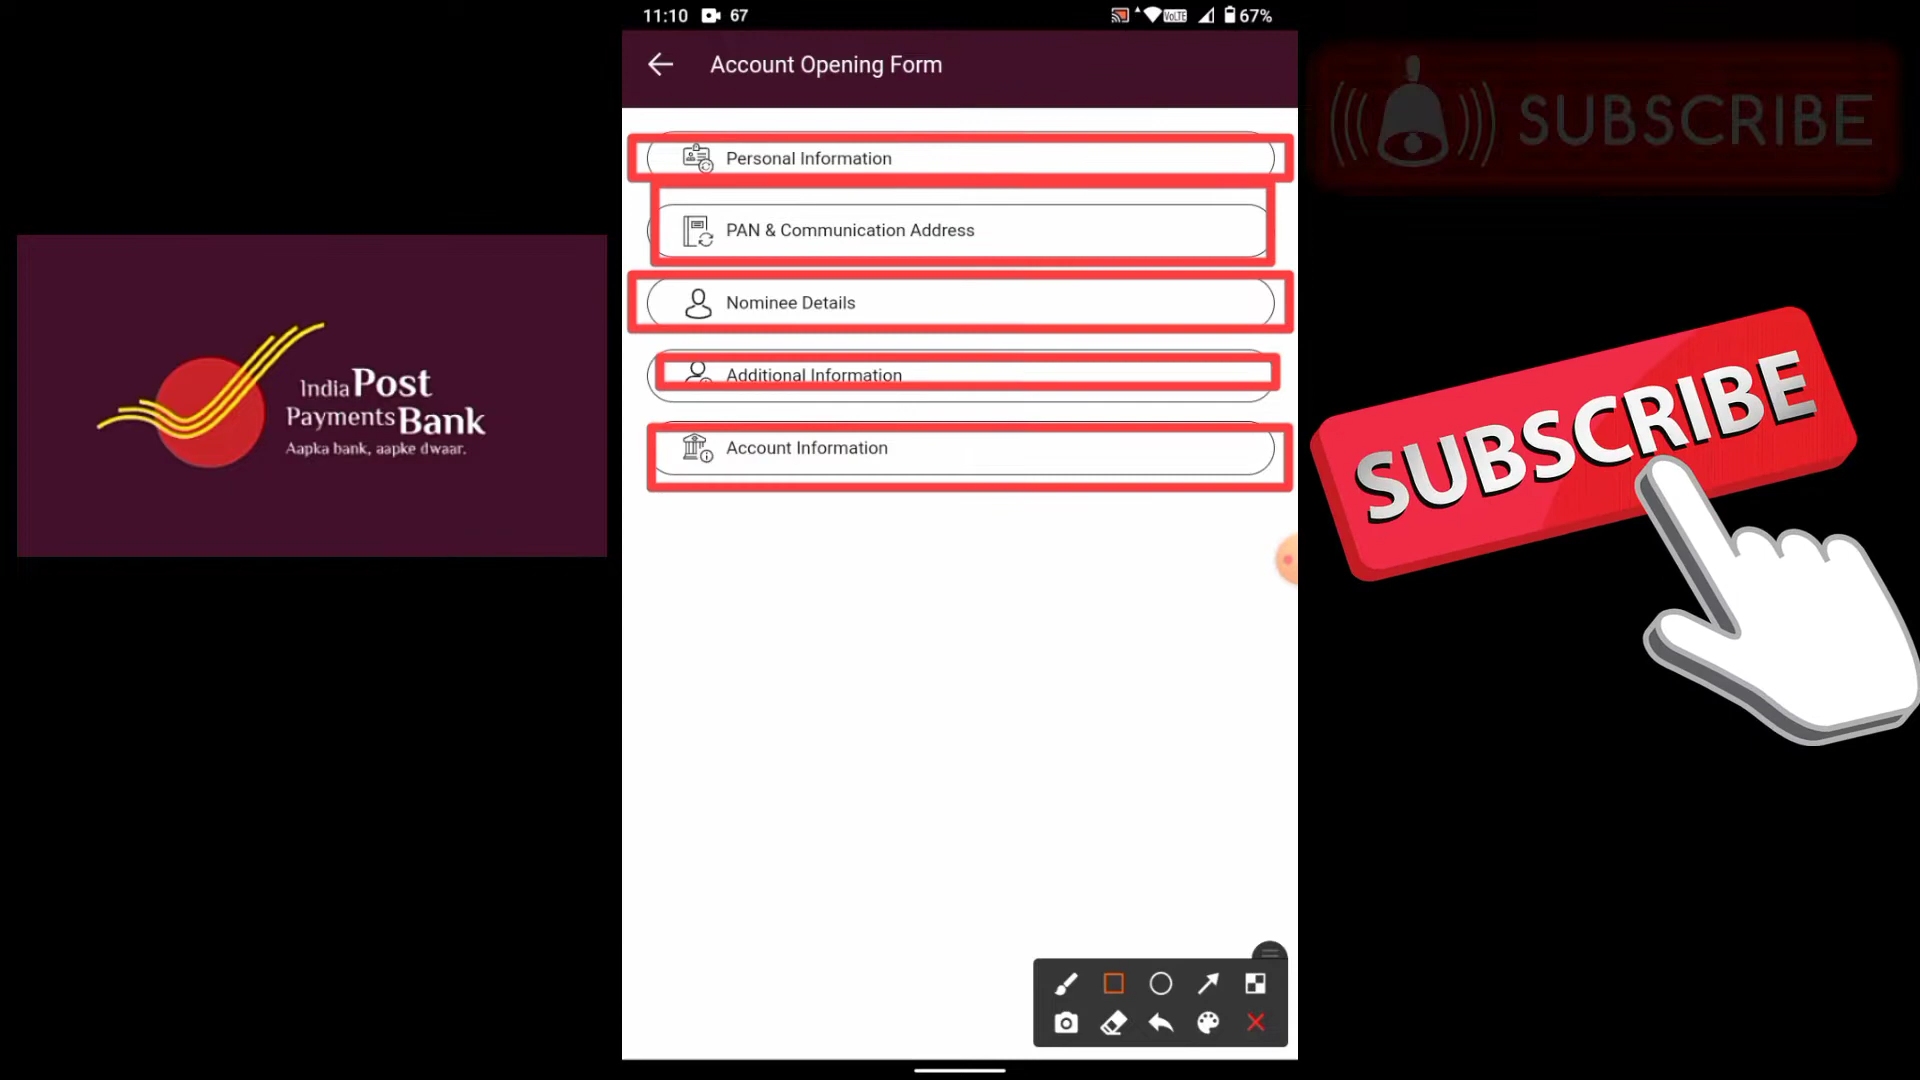 11:10 67
VoLTE 67%
Account Opening Form
SUBSCRIBE
Personal Information
PAN & Communication Address
Nominee Details
Additional Information
Account Information
India Post
Payments Bank
Aapka bank, aapke dwaar.
SUBSCRIBE